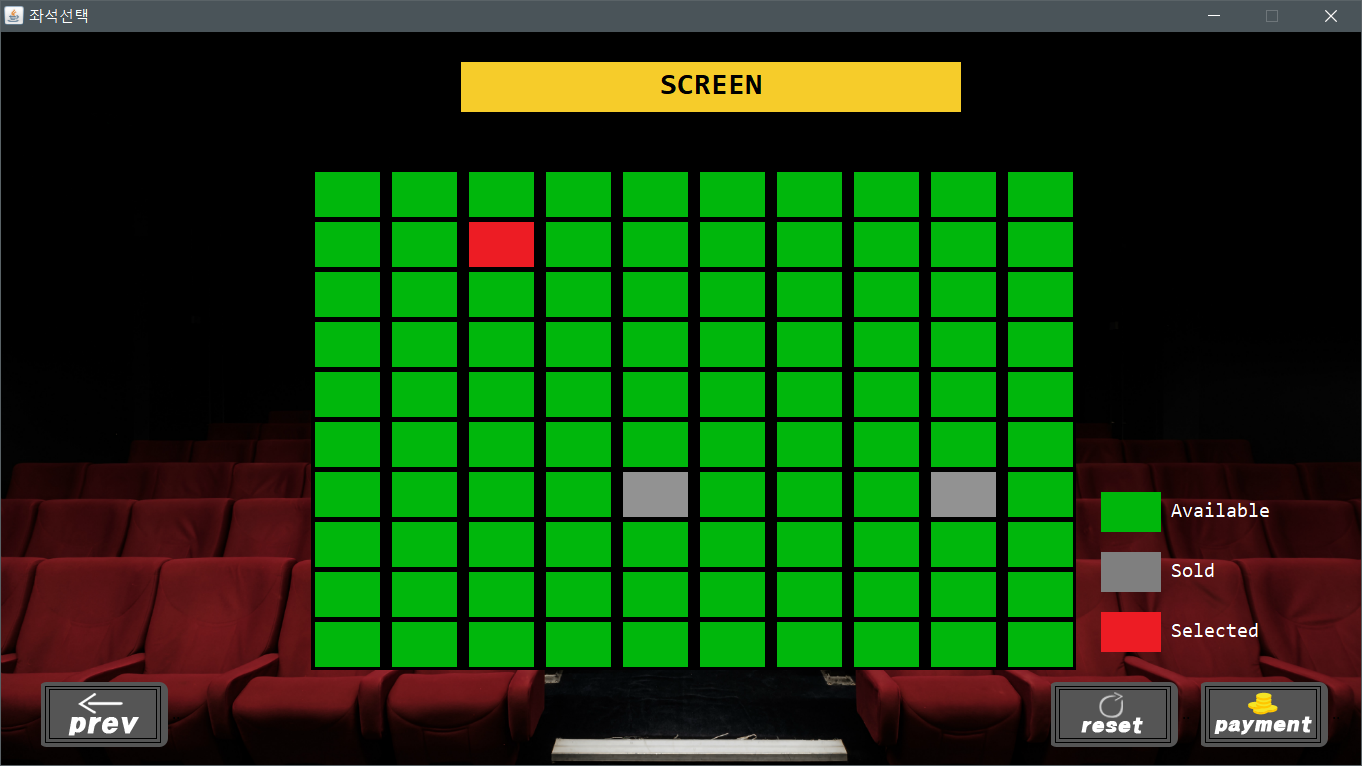 좌석선택
SCREEN
Available
Sold
Selected
prev
reset
payment